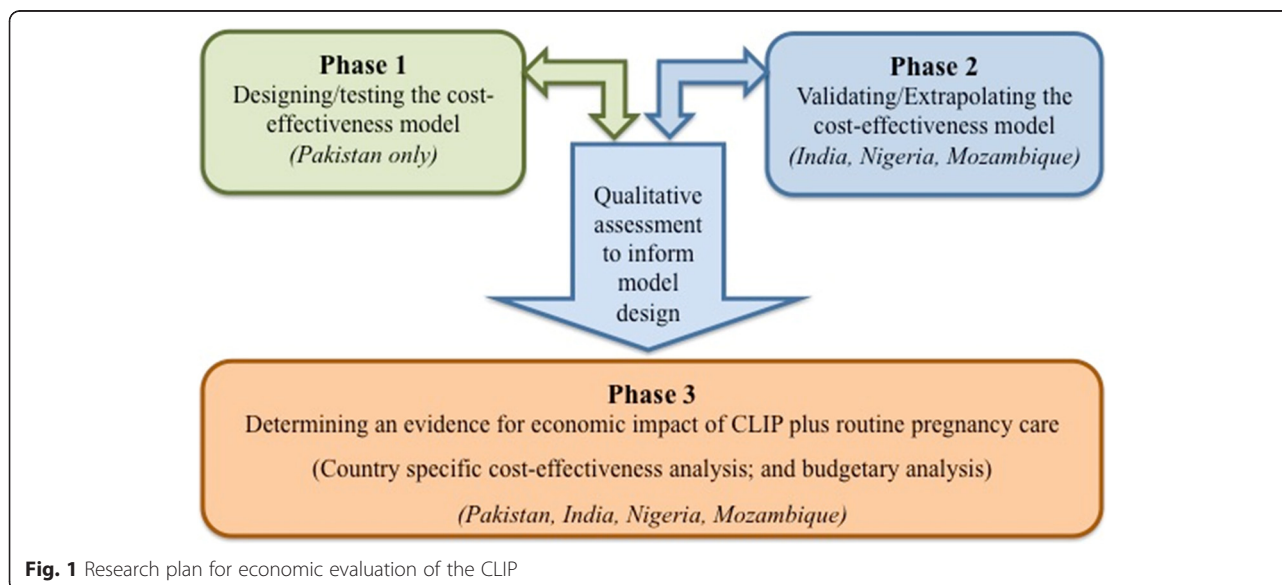 Phase 1
Designing/testing the cost-
effectiveness model
(Pakistan only)
Phase 2
Validating/Extrapolating the
cost-effectiveness model
(India, Nigeria, Mozambique)
Qualitative
assessment
to inform
model
design
Phase 3
Determining an evidence for economic impact of CLIP plus routine pregnancy care
(Country specific cost-effectiveness analysis; and budgetary analysis)
(Pakistan, India, Nigeria, Mozambique)
Fig. 1 Research plan for economic evaluation of the CLIP